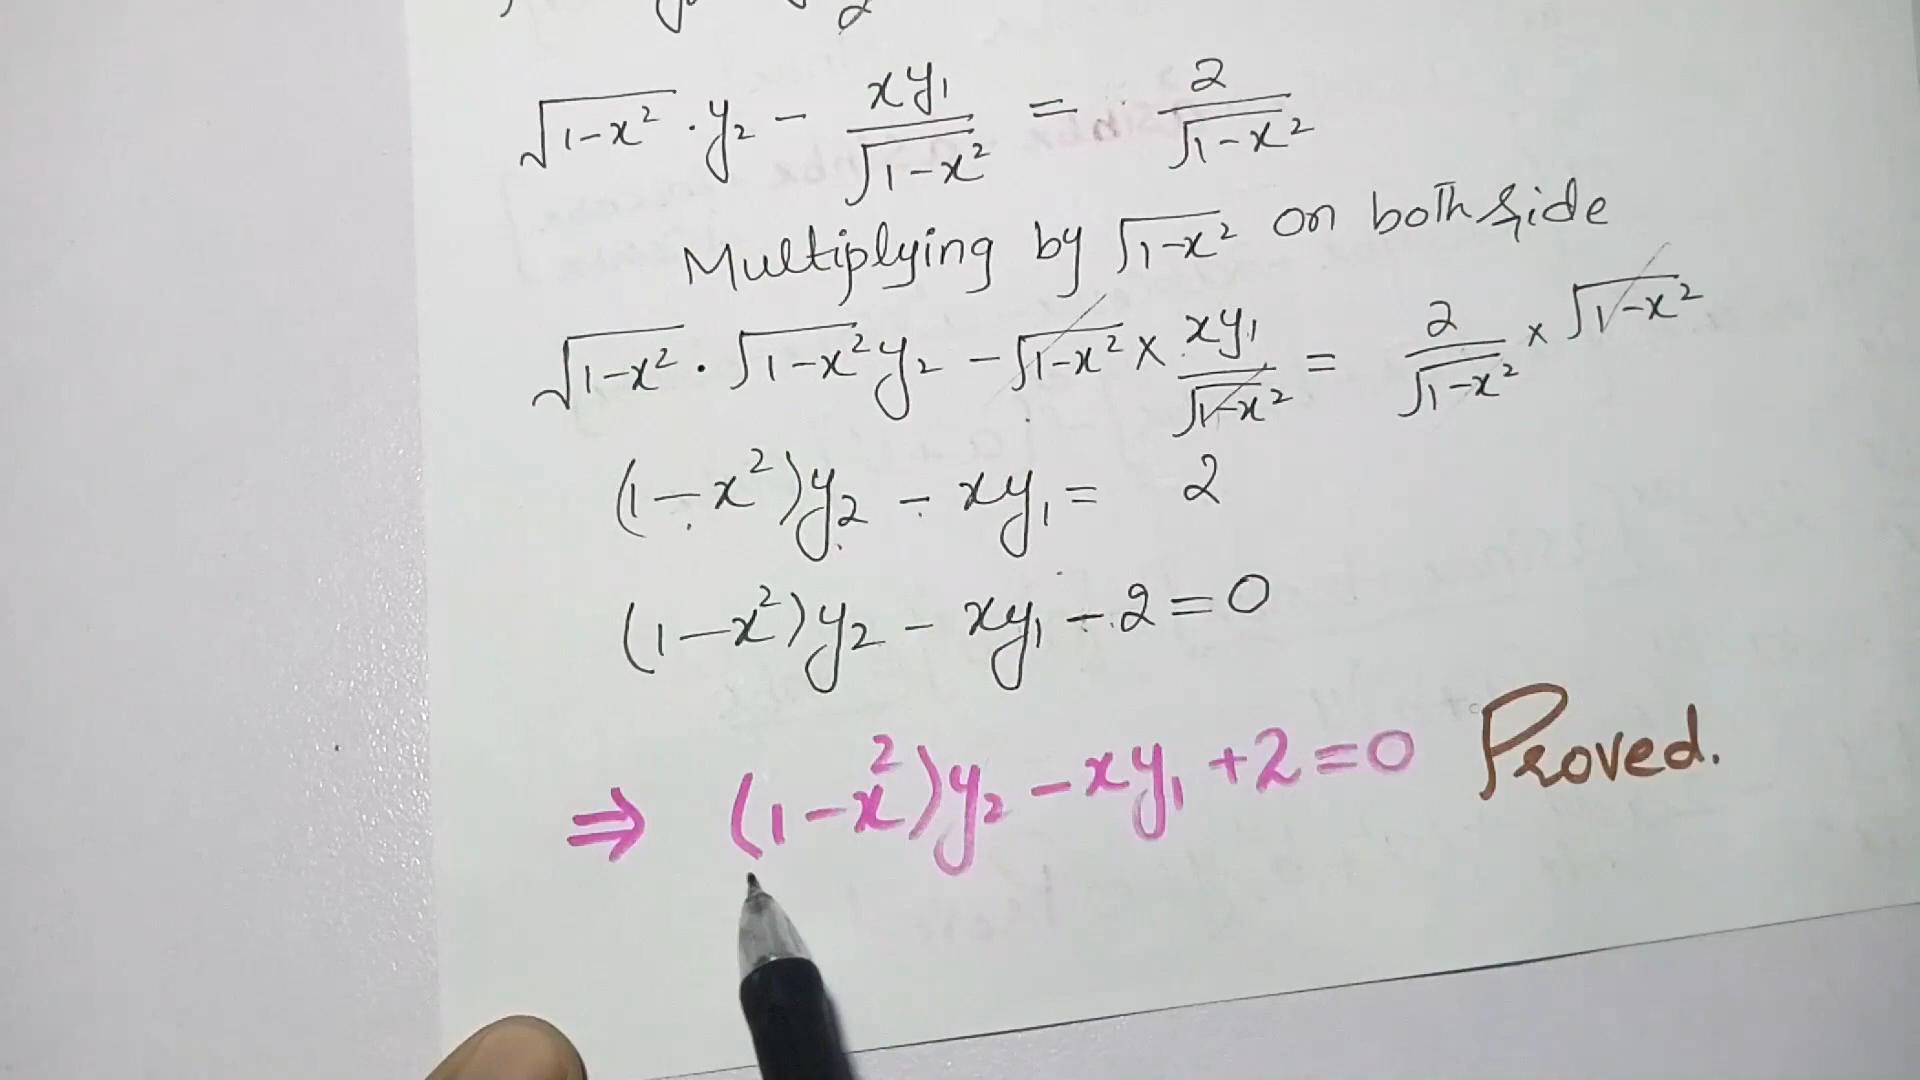 √1-x² · y₂ - xy₁/√1-x² = 2/√1-x²
Multiplying by √1-x² on both side
√1-x² · √1-x² y₂ - √1-x² × xy₁/√1-x² = 2/√1-x² × √1-x²
(1-x²)y₂ - xy₁ = 2
(1-x²)y₂ - xy₁ - 2 = 0
⇒ (1-x²)y₂ - xy₁ + 2 = 0 Proved.